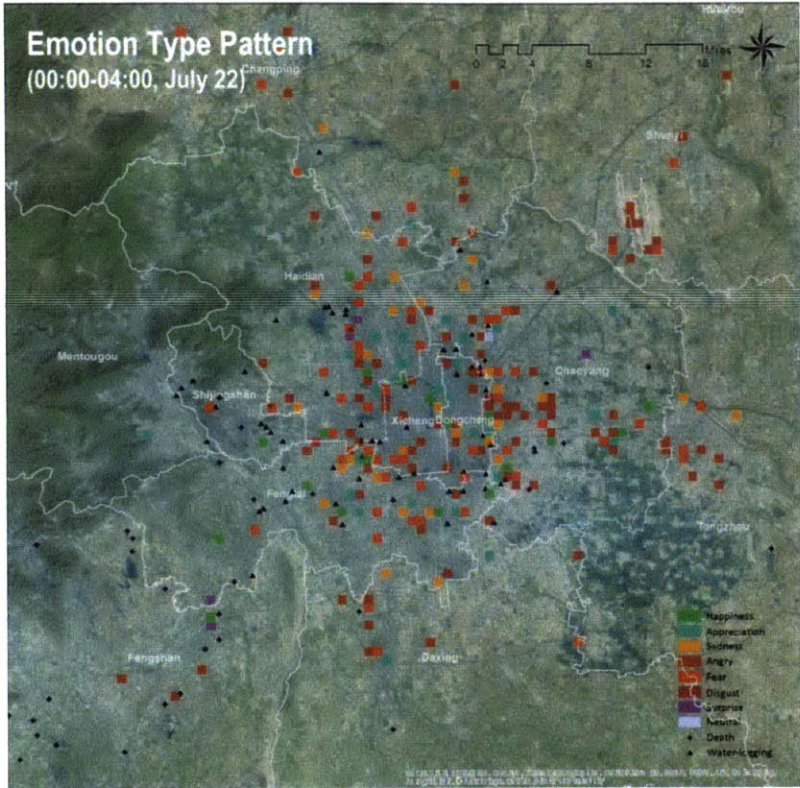 Emotion Type Pattern
(00:00-04:00, July 22)
Changping
Miles
0 2 4 8 12 16
Shunyi
Haidian
Mentougou
Chaoyang
Shijingshan
Xicheng Dongcheng
Fengtai
Tongzhou
Fangshan
Daxing
Happiness
Appreciation
Sadness
Angry
Fear
Disgust
Surprise
Neutral
Death
Water-logging